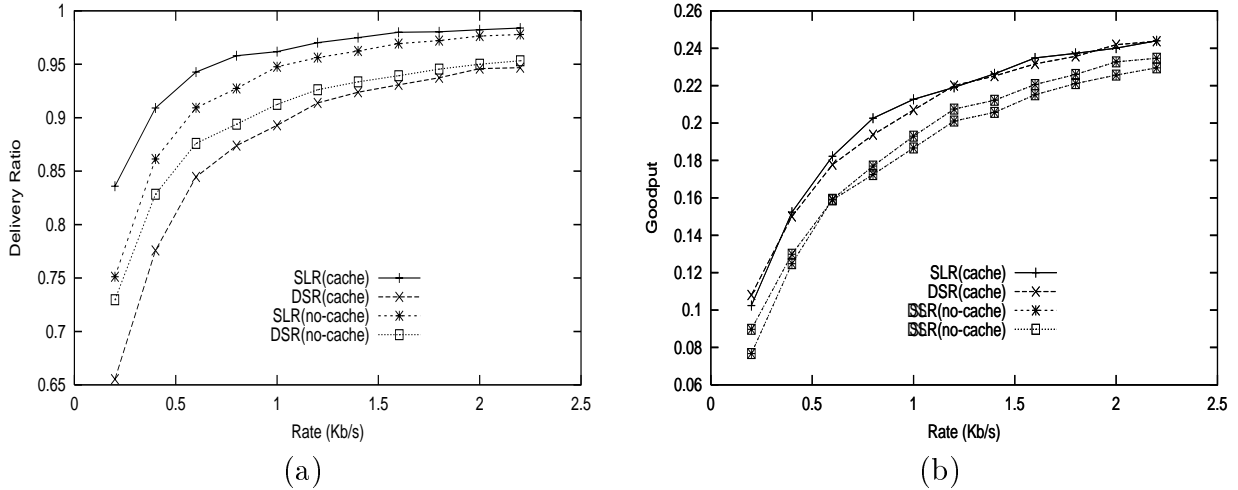 1
0.95
0.9
0.85
0.8
0.75
0.7
0.65
0
0.5
1
1.5
2
2.5
Delivery Ratio
Rate (Kb/s)
SLR(cache)
DSR(cache)
SLR(no-cache)
DSR(no-cache)
(a)
0.26
0.24
0.22
0.2
0.18
0.16
0.14
0.12
0.1
0.08
0.06
0
0.5
1
1.5
2
2.5
Goodput
Rate (Kb/s)
SLR(cache)
DSR(cache)
(no-cache)
(no-cache)
(b)